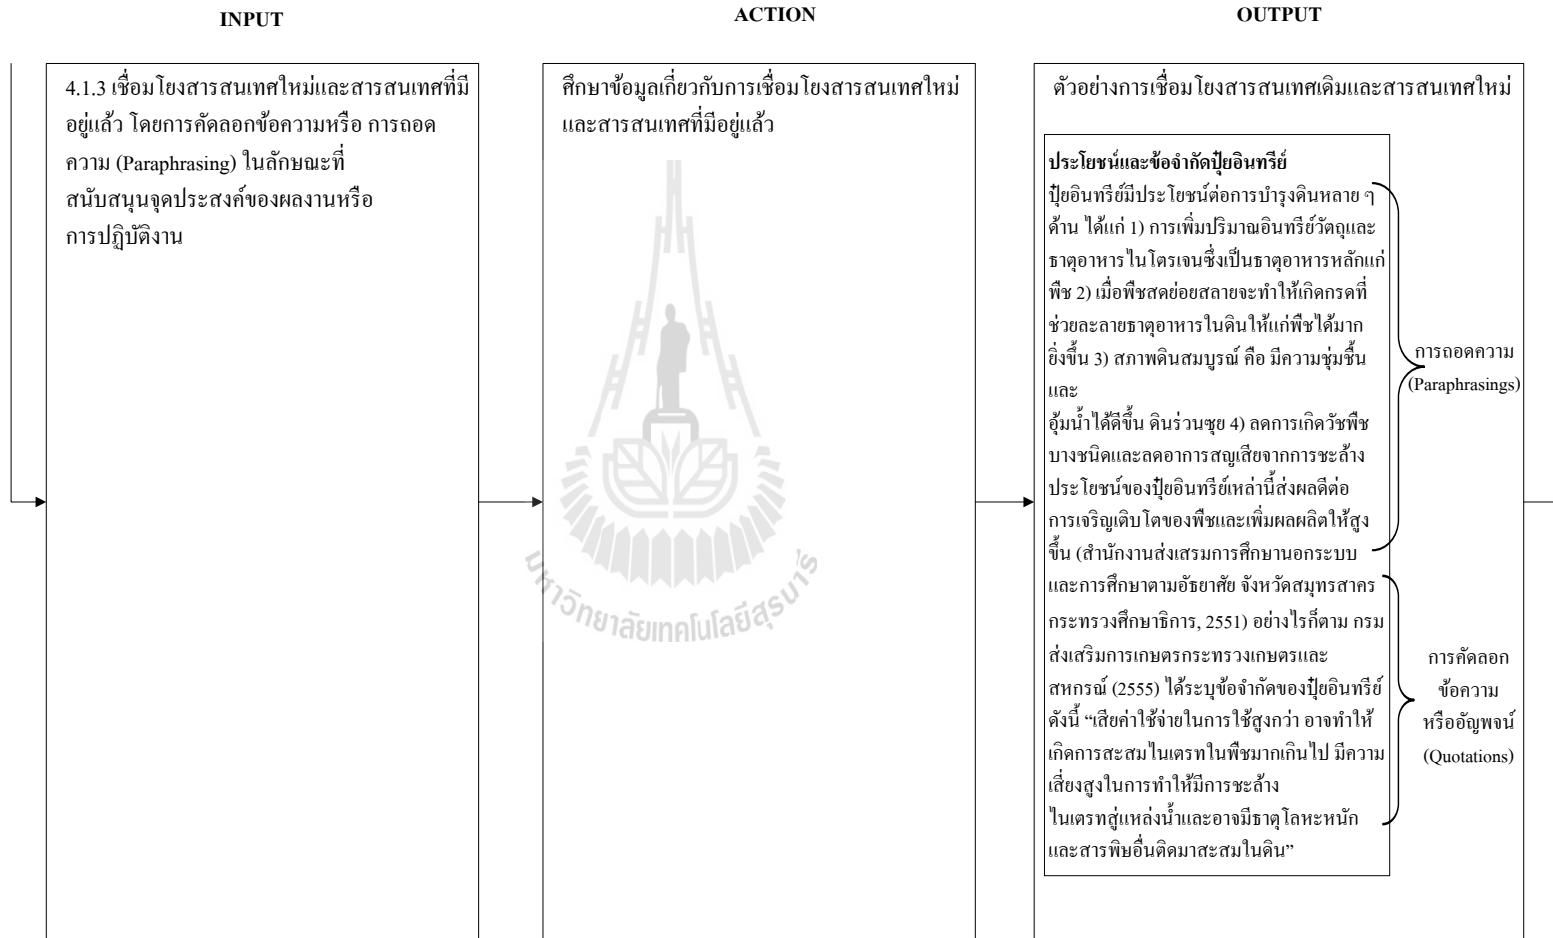 INPUT
ACTION
OUTPUT
4.1.3 เชื่อมโยงสารสนเทศใหม่และสารสนเทศที่มี
อยู่แล้ว โดยการคัดลอกข้อความหรือ การถอด
ความ (Paraphrasing) ในลักษณะที่
สนับสนุนจุดประสงค์ของผลงานหรือ
การปฏิบัติงาน
ศึกษาข้อมูลเกี่ยวกับการเชื่อมโยงสารสนเทศใหม่
และสารสนเทศที่มีอยู่แล้ว
ตัวอย่างการเชื่อมโยงสารสนเทศเดิมและสารสนเทศใหม่
ประโยชน์และข้อจำกัดปุ๋ยอินทรีย์
ปุ๋ยอินทรีย์มีประโยชน์ต่อการบำรุงดินหลาย ๆ
ด้าน ได้แก่ 1) การเพิ่มปริมาณอินทรีย์วัตถุและ
ธาตุอาหารไนโตรเจนซึ่งเป็นธาตุอาหารหลักแก่
พืช 2) เมื่อพืชสดย่อยสลายจะทำให้เกิดกรดที่
ช่วยละลายธาตุอาหารในดินให้แก่พืชได้มาก
ยิ่งขึ้น 3) สภาพดินสมบูรณ์ คือ มีความชุ่มชื้น
และ
อุ้มน้ำได้ดีขึ้น ดินร่วนซุย 4) ลดการเกิดวัชพืช
บางชนิดและลดอาการสญเสียจากการชะล้าง
ประโยชน์ของปุ๋ยอินทรีย์เหล่านี้ส่งผลดีต่อ
การเจริญเติบโตของพืชและเพิ่มผลผลิตให้สูง
ขึ้น (สำนักงานส่งเสรมการศึกษานอกระบบ
และการศึกษาตามอัธยาศัย จังหวัดสมุทรสาคร
กระทรวงศึกษาธิการ, 2551) อย่างไรก็ตาม กรม
ส่งเสริมการเกษตรกระทรวงเกษตรและ
สหกรณ์ (2555) ได้ระบุข้อจำกัดของปุ๋ยอินทรีย์
ดังนี้ “เสียค่าใช้จ่ายในการใช้สูงกว่า อาจทำให้
เกิดการสะสมไนเตรทในพืชมากเกินไป มีความ
เสี่ยงสูงในการทำให้มีการชะล้าง
ไนเตรทสู่แหล่งน้ำและอาจมีธาตุโลหะหนัก
และสารพิษอื่นติดมาสะสมในดิน”
การถอดความ
(Paraphrasings)
การคัดลอก
ข้อความ
หรืออัญพจน์
(Quotations)
มหาวิทยาลัยเทคโนโลยีสุรนารี